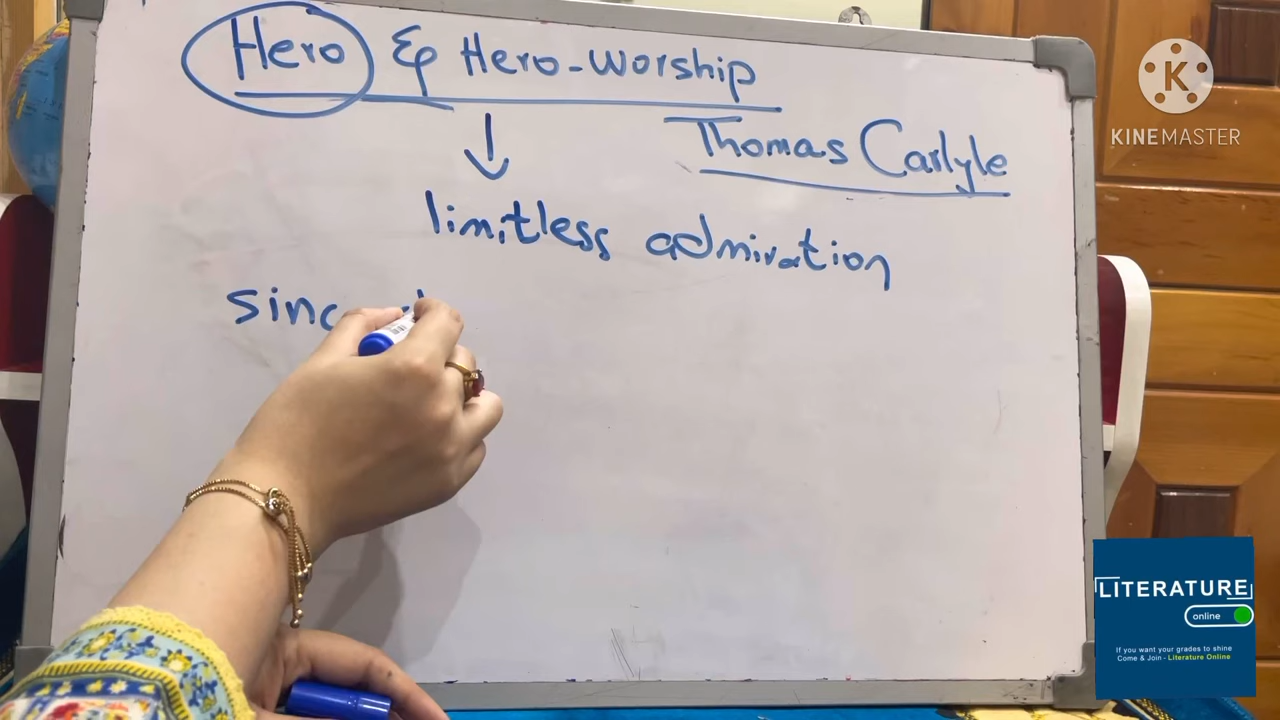 Hero & Hero-worship
Thomas Carlyle
limitless admiration
KINEMASTER
LITERATURE
online
If you want your grades to shine
Come & Join - Literature Online